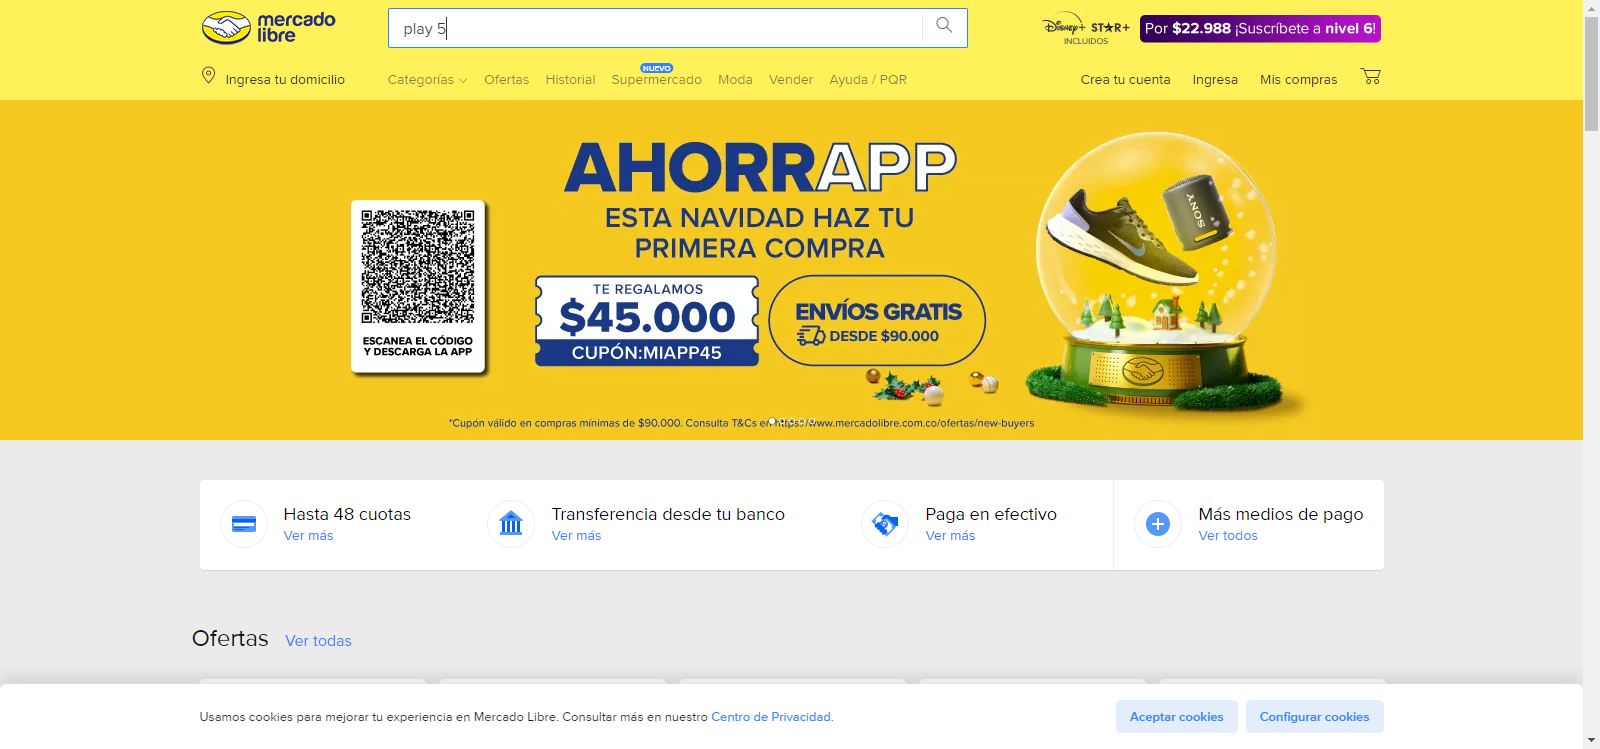 mercado
libre
play 5
Disney+ STAR+
INCLUIDOS
Por $22.988 ¡Suscríbete a nivel 6!
Ingresa tu domicilio
Categorías
Ofertas
Historial
NUEVO
Supermercado
Moda
Vender
Ayuda / PQR
Crea tu cuenta
Ingresa
Mis compras
AHORRAPP
ESTA NAVIDAD HAZ TU
PRIMERA COMPRA
TE REGALAMOS
$45.000
CUPÓN:MIAPP45
ENVÍOS GRATIS
DESDE $90.000
ESCANEA EL CÓDIGO
Y DESCARGA LA APP
SONY
*Cupón válido en compras mínimas de $90.000. Consulta T&Cs en https://www.mercadolibre.com.co/ofertas/new-buyers
Hasta 48 cuotas
Ver más
Transferencia desde tu banco
Ver más
Paga en efectivo
Ver más
Más medios de pago
Ver todos
Ofertas Ver todas
Usamos cookies para mejorar tu experiencia en Mercado Libre. Consultar más en nuestro Centro de Privacidad.
Aceptar cookies
Configurar cookies